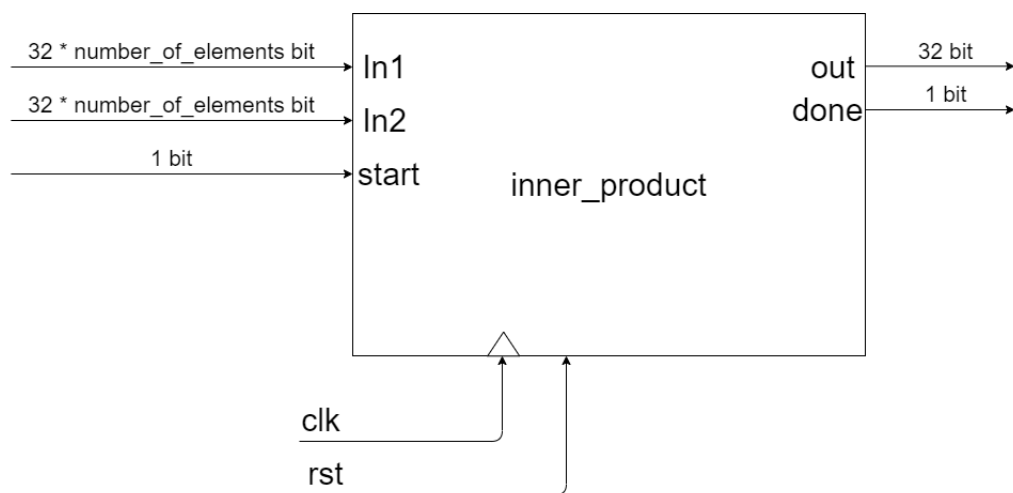 32 * number_of_elements bit
In1
32 * number_of_elements bit
In2
1 bit
start
inner_product
out
32 bit
done
1 bit
clk
rst